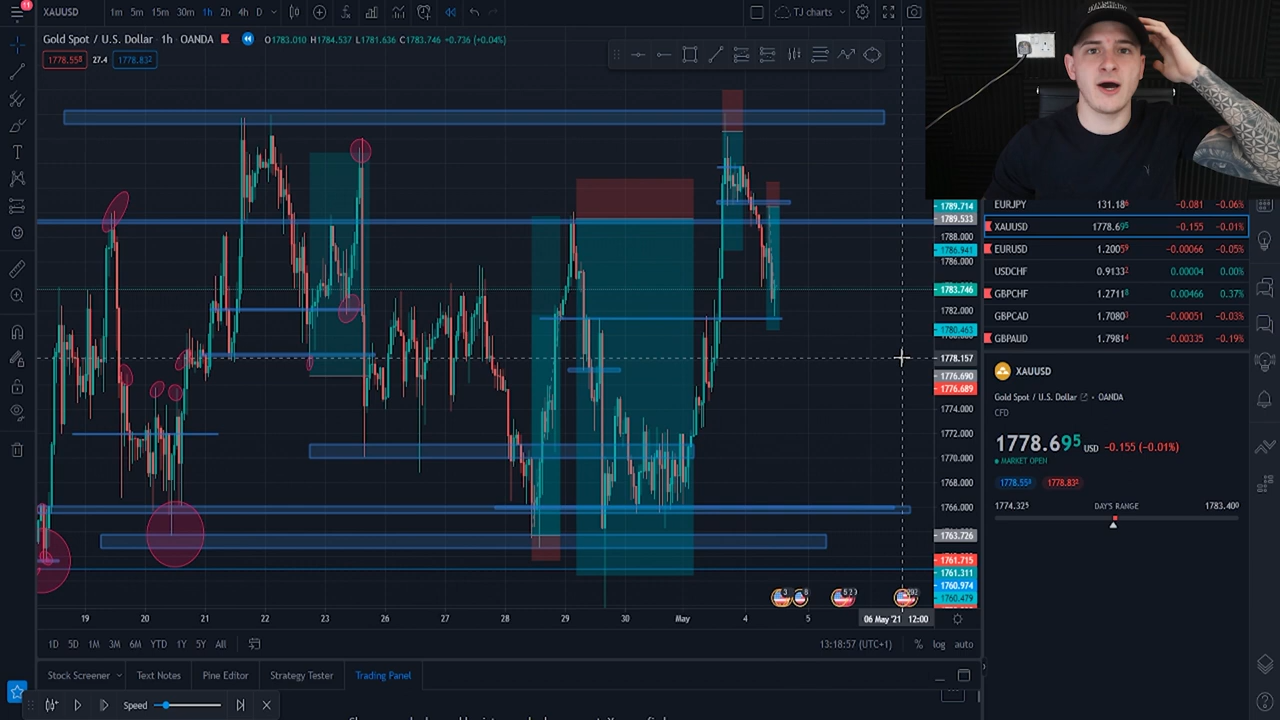 11
XAUUSD 1m 5m 15m 30m 1h 2h 4h D TJ charts
Gold Spot / U.S. Dollar · 1h · OANDA O1783.010 H1784.537 L1781.636 C1783.746 +0.736 (+0.04%)
1778.55⁵ 27.4 1778.83²
1789.714
1789.533
1788.000
1786.941
1786.000
1783.746
1782.000
1780.463
1778.157
1776.690
1776.689
1774.000
1772.000
1770.000
1768.000
1766.000
1763.726
1761.715
1761.311
1760.974
1760.479
EURJPY 131.18⁶ -0.081 -0.06%
XAUUSD 1778.6⁹⁵ -0.155 -0.01%
EURUSD 1.200⁵⁹ -0.00066 -0.05%
USDCHF 0.9133² 0.00004 0.00%
GBPCHF 1.2711⁸ 0.00466 0.37%
GBPCAD 1.7080³ -0.00051 -0.03%
GBPAUD 1.7981⁴ -0.00335 -0.19%
XAUUSD
Gold Spot / U.S. Dollar · OANDA
CFD
1778.6⁹⁵ USD -0.155 (-0.01%)
MARKET OPEN
1778.55⁵ 1778.83²
1774.32⁵ DAY'S RANGE 1783.40⁰
19 20 21 22 23 26 27 28 29 30 May 4 5 06 May '21 12:00
1D 5D 1M 3M 6M YTD 1Y 5Y All 13:18:57 (UTC+1) % log auto
Stock Screener Text Notes Pine Editor Strategy Tester Trading Panel
Speed